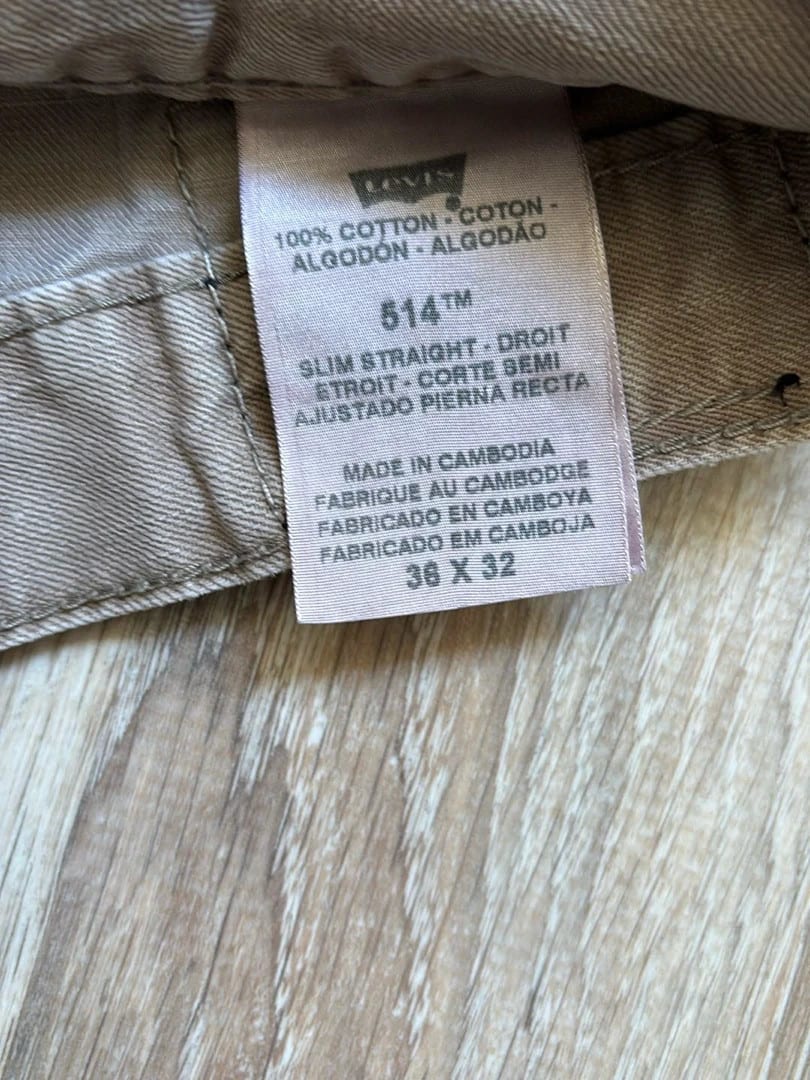 Levi's
100% COTTON - COTON -
ALGODÓN - ALGODÃO
514™
SLIM STRAIGHT - DROIT
ETROIT - CORTE SEMI
AJUSTADO PIERNA RECTA
MADE IN CAMBODIA
FABRIQUE AU CAMBODGE
FABRICADO EN CAMBOYA
FABRICADO EM CAMBOJA
36 X 32